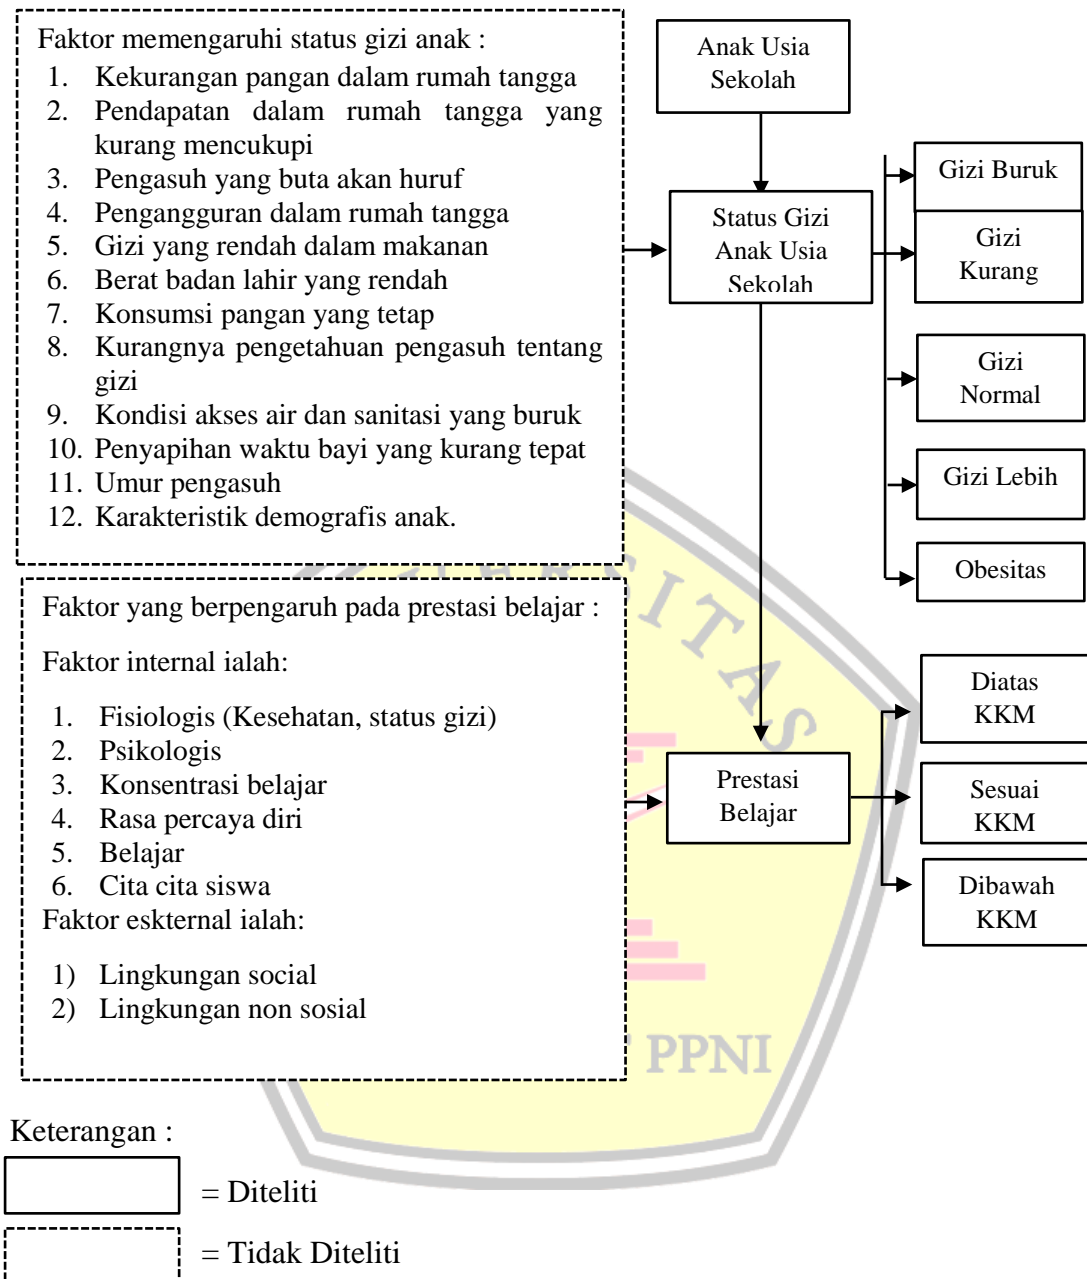 Faktor memengaruhi status gizi anak :
1. Kekurangan pangan dalam rumah tangga
2. Pendapatan dalam rumah tangga yang
kurang mencukupi
3. Pengasuh yang buta akan huruf
4. Pengangguran dalam rumah tangga
5. Gizi yang rendah dalam makanan
6. Berat badan lahir yang rendah
7. Konsumsi pangan yang tetap
8. Kurangnya pengetahuan pengasuh tentang
gizi
9. Kondisi akses air dan sanitasi yang buruk
10. Penyapihan waktu bayi yang kurang tepat
11. Umur pengasuh
12. Karakteristik demografis anak.
Anak Usia
Sekolah
Status Gizi
Anak Usia
Sekolah
Gizi Buruk
Gizi
Kurang
Gizi
Normal
Gizi Lebih
Obesitas
Faktor yang berpengaruh pada prestasi belajar :
Faktor internal ialah:
1. Fisiologis (Kesehatan, status gizi)
2. Psikologis
3. Konsentrasi belajar
4. Rasa percaya diri
5. Belajar
6. Cita cita siswa
Faktor eskternal ialah:
1) Lingkungan social
2) Lingkungan non sosial
Prestasi
Belajar
Diatas
KKM
Sesuai
KKM
Dibawah
KKM
PPNI
Keterangan :
= Diteliti
= Tidak Diteliti